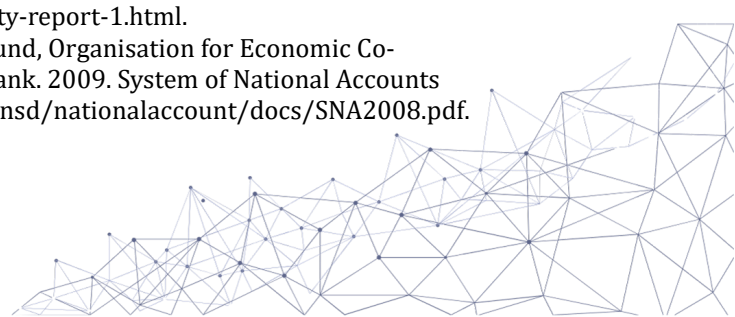 ty-report-1.html.
und, Organisation for Economic Co-
ank. 2009. System of National Accounts
nsd/nationalaccount/docs/SNA2008.pdf.